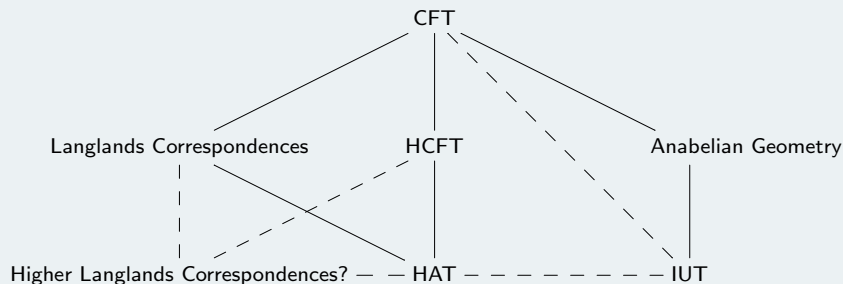 CFT
Langlands Correspondences HCFT Anabelian Geometry
Higher Langlands Correspondences? HAT IUT